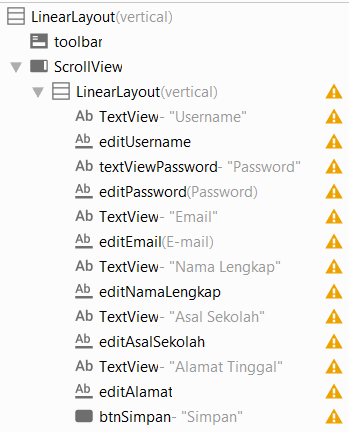 LinearLayout(vertical)
toolbar
ScrollView
LinearLayout(vertical)
Ab TextView- "Username"
Ab editUsername
Ab textViewPassword- "Password"
Ab editPassword(Password)
Ab TextView- "Email"
Ab editEmail(E-mail)
Ab TextView- "Nama Lengkap"
Ab editNamaLengkap
Ab TextView- "Asal Sekolah"
Ab editAsalSekolah
Ab TextView- "Alamat Tinggal"
Ab editAlamat
btnSimpan- "Simpan"